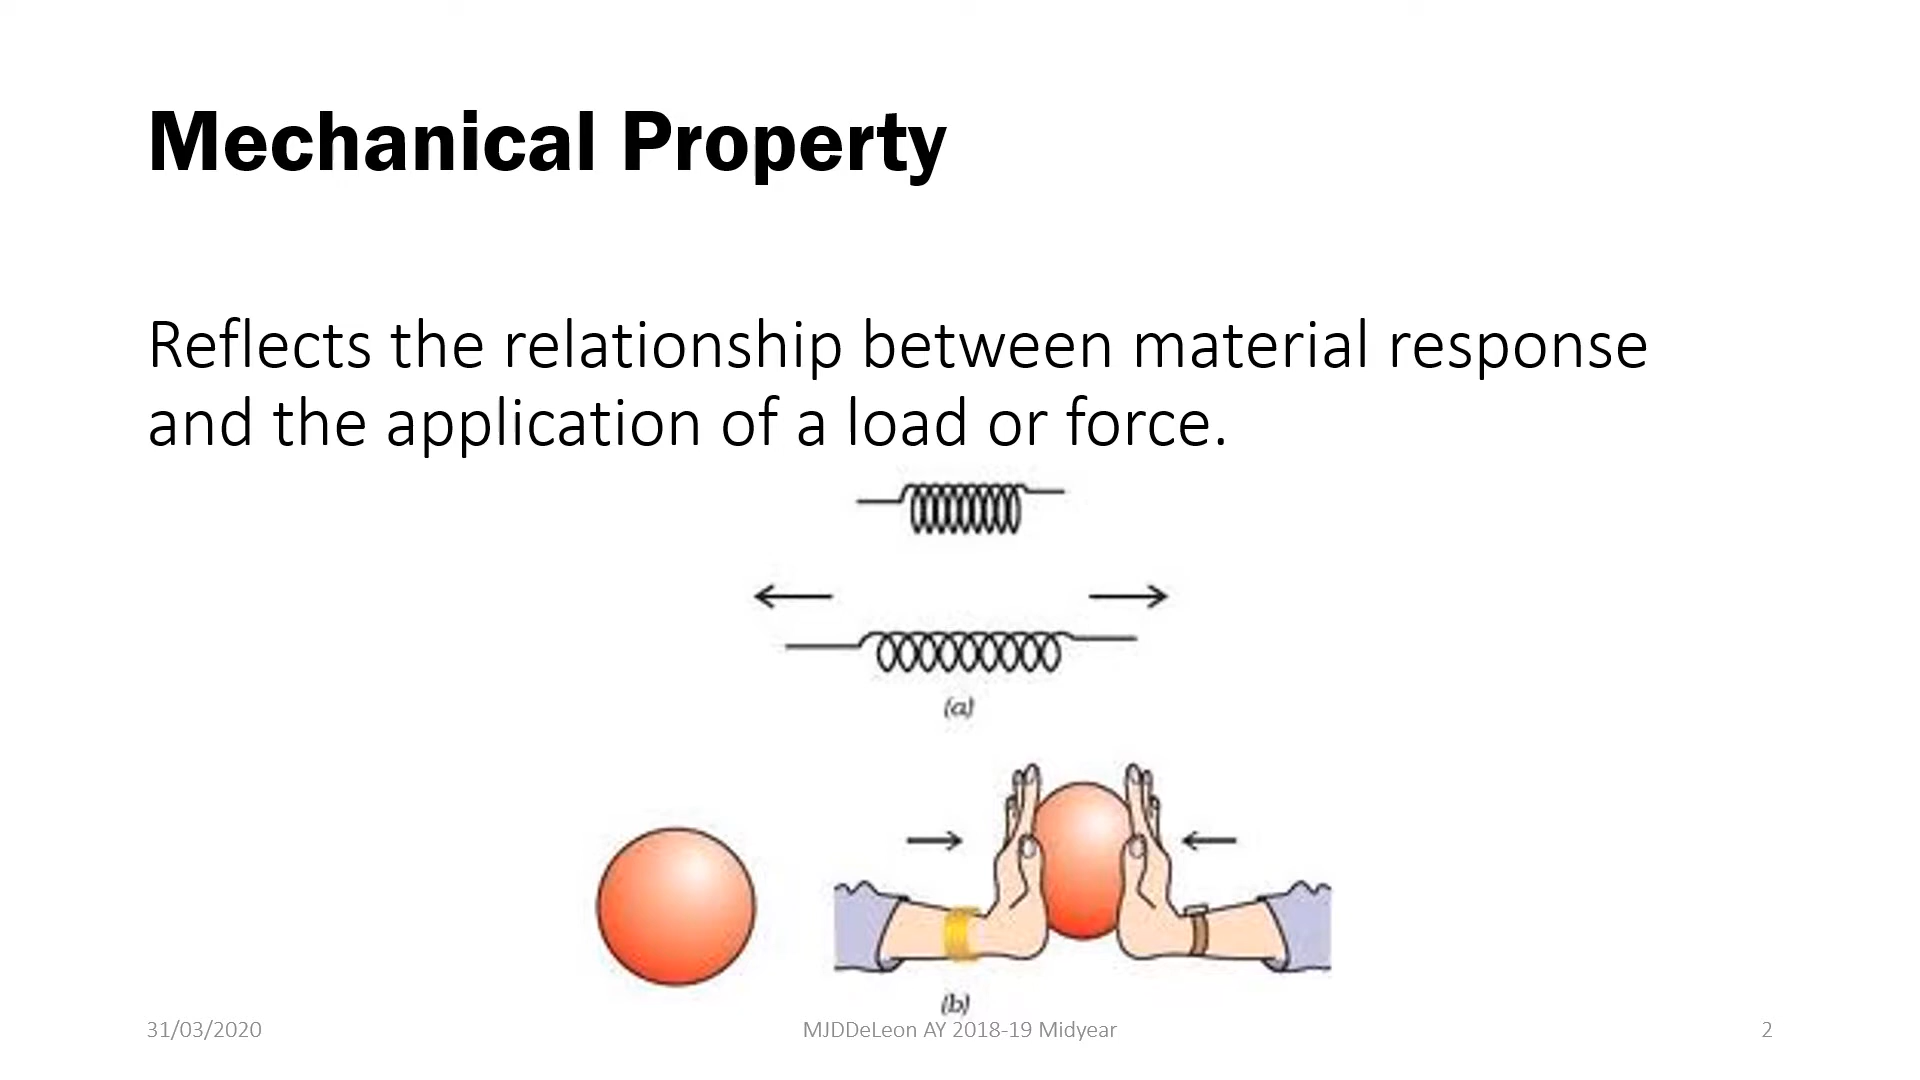 Mechanical Property
Reflects the relationship between material response
and the application of a load or force.
(a)
(b)
31/03/2020
MJDDeLeon AY 2018-19 Midyear
2